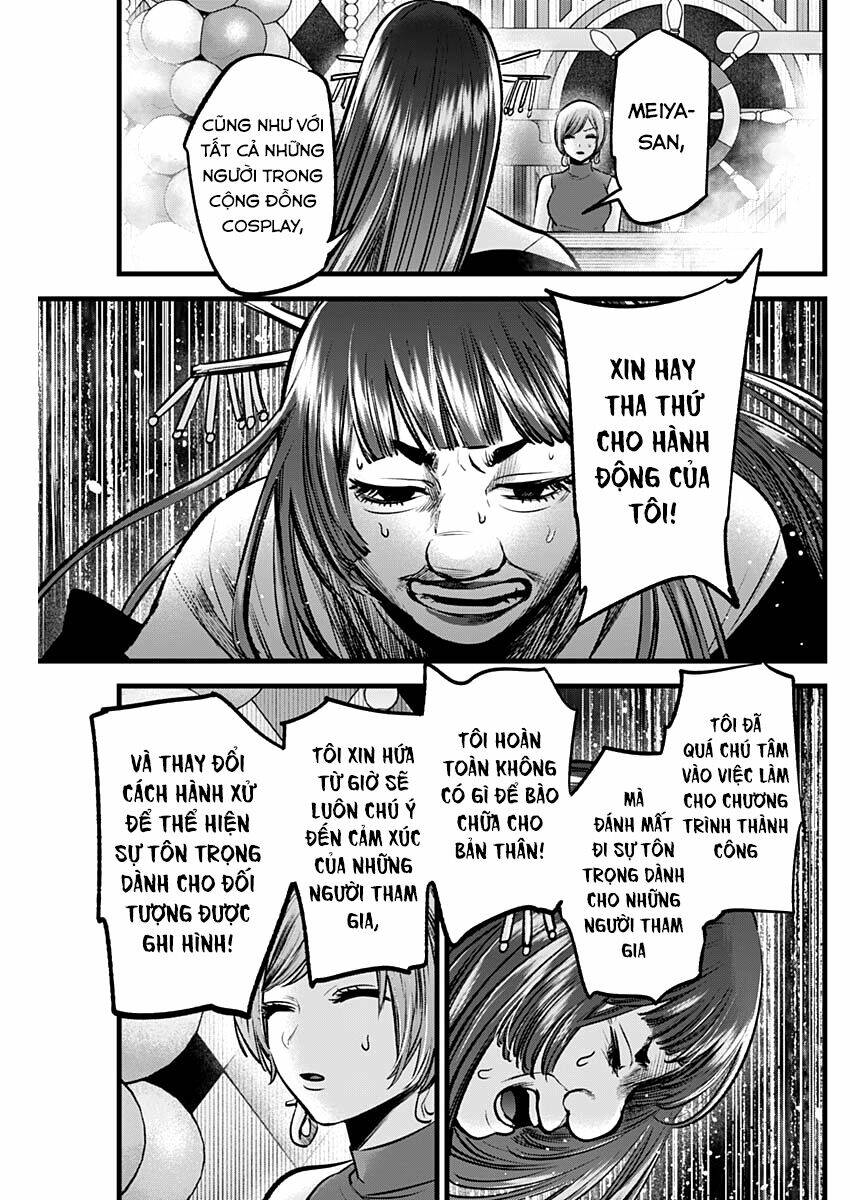 MEIYA-
SAN,
CŨNG NHƯ VỚI
TẤT CẢ NHỮNG
NGƯỜI TRONG
CỘNG ĐỒNG
COSPLAY,
XIN HAY
THA THỨ
CHO HÀNH
ĐỘNG CỦA
TÔI!
TÔI ĐÃ
QUÁ CHÚ TÂM
VÀO VIỆC LÀM
CHO CHƯƠNG
TRÌNH THÀNH
CÔNG
MÀ
ĐÁNH MẤT
ĐI SỰ TÔN
TRỌNG DÀNH
CHO NHỮNG
NGƯỜI THAM
GIA
TÔI HOÀN
TOÀN KHÔNG
CÓ GÌ ĐỂ BÀO
CHỮA CHO
BẢN THÂN!
TÔI XIN HỨA
TỪ GIỜ SẼ
LUÔN CHÚ Ý
ĐẾN CẢM XÚC
CỦA NHỮNG
NGƯỜI THAM
GIA,
VÀ THAY ĐỔI
CÁCH HÀNH XỬ
ĐỂ THỂ HIỆN
SỰ TÔN TRỌNG
DÀNH CHO ĐỐI
TƯỢNG ĐƯỢC
GHI HÌNH!